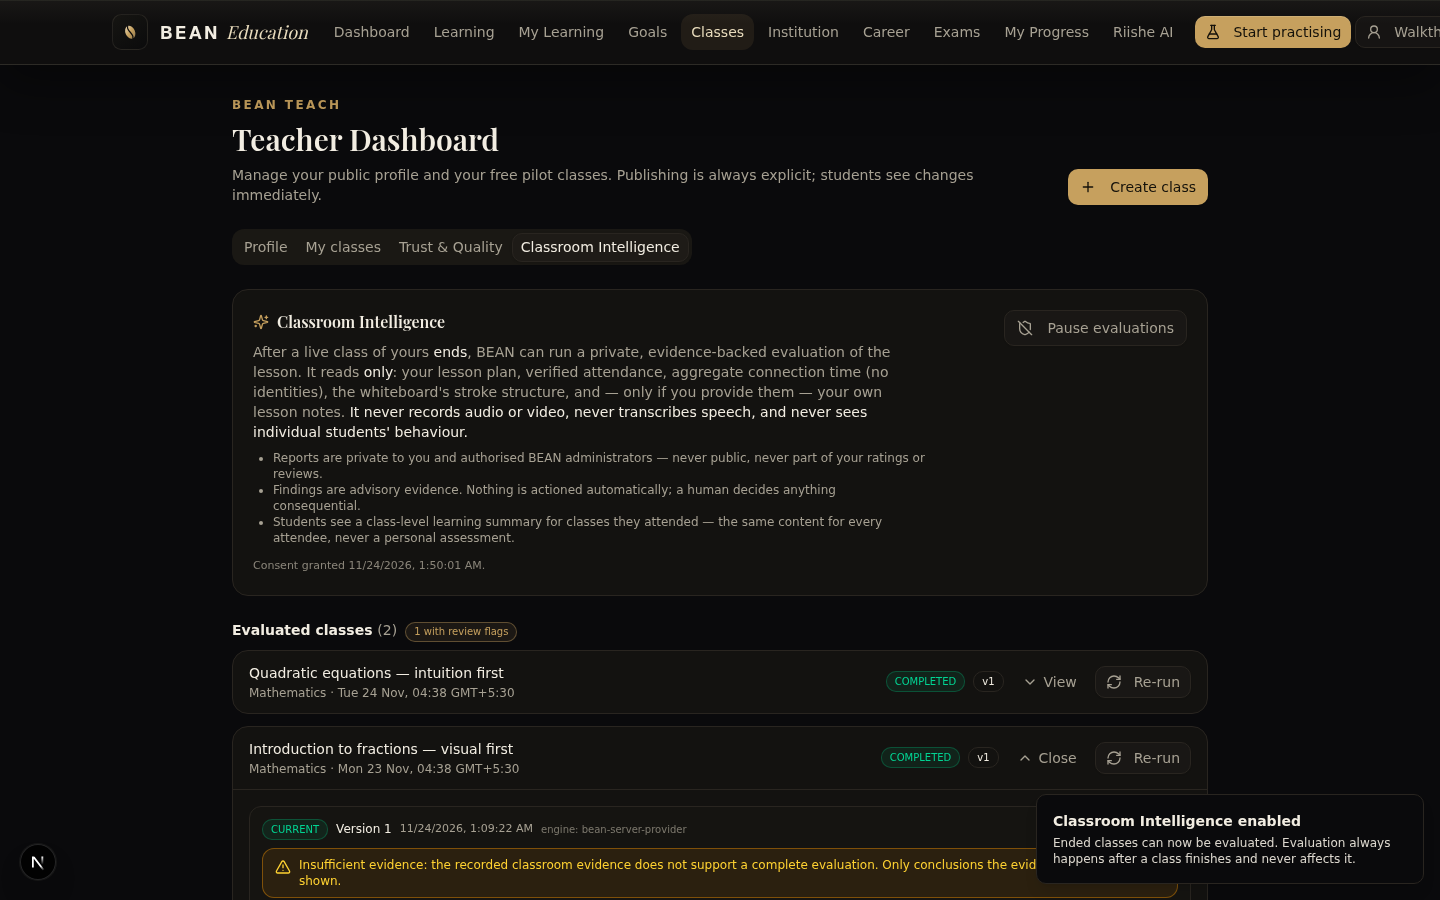 BEAN Education
Dashboard
Learning
My Learning
Goals
Classes
Institution
Career
Exams
My Progress
Riishe AI
Start practising
BEAN TEACH
Teacher Dashboard
Manage your public profile and your free pilot classes. Publishing is always explicit; students see changes
immediately.
Create class
Profile
My classes
Trust & Quality
Classroom Intelligence
Classroom Intelligence
Pause evaluations
After a live class of yours ends, BEAN can run a private, evidence-backed evaluation of the
lesson. It reads only: your lesson plan, verified attendance, aggregate connection time (no
identities), the whiteboard's stroke structure, and — only if you provide them — your own
lesson notes. It never records audio or video, never transcribes speech, and never sees
individual students' behaviour.
• Reports are private to you and authorised BEAN administrators — never public, never part of your ratings or
reviews.
• Findings are advisory evidence. Nothing is actioned automatically; a human decides anything
consequential.
• Students see a class-level learning summary for classes they attended — the same content for every
attendee, never a personal assessment.
Consent granted 11/24/2026, 1:50:01 AM.
Evaluated classes (2)
1 with review flags
Quadratic equations — intuition first
Mathematics · Tue 24 Nov, 04:38 GMT+5:30
COMPLETED
v1
View
Re-run
Introduction to fractions — visual first
Mathematics · Mon 23 Nov, 04:38 GMT+5:30
COMPLETED
v1
Close
Re-run
CURRENT
Version 1
11/24/2026, 1:09:22 AM
engine: bean-server-provider
Insufficient evidence: the recorded classroom evidence does not support a complete evaluation. Only conclusions the
shown.
Classroom Intelligence enabled
Ended classes can now be evaluated. Evaluation always
happens after a class finishes and never affects it.
N